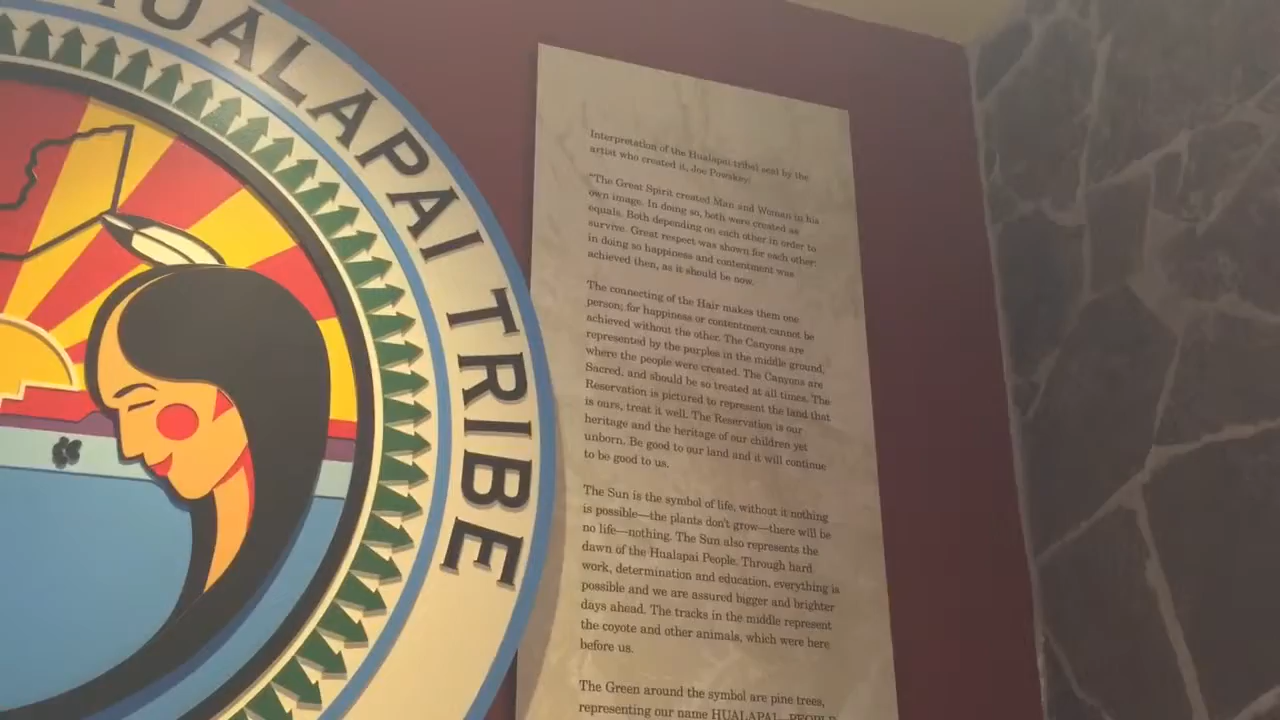 HUALAPAI TRIBE
Interpretation of the Hualapai tribal seal by the
artist who created it, Joe Powskey:
"The Great Spirit created Man and Woman in his
own image. In doing so, both were created as
equals. Both depending on each other in order to
survive. Great respect was shown for each other;
in doing so happiness and contentment was
achieved then, as it should be now.
The connecting of the Hair makes them one
person; for happiness or contentment cannot be
achieved without the other. The Canyons are
represented by the purples in the middle ground,
where the people were created. The Canyons are
Sacred, and should be so treated at all times. The
Reservation is pictured to represent the land that
is ours, treat it well. The Reservation is our
heritage and the heritage of our children yet
unborn. Be good to our land and it will continue
to be good to us.
The Sun is the symbol of life, without it nothing
is possible—the plants don't grow—there will be
no life—nothing. The Sun also represents the
dawn of the Hualapai People. Through hard
work, determination and education, everything is
possible and we are assured bigger and brighter
days ahead. The tracks in the middle represent
the coyote and other animals, which were here
before us.
The Green around the symbol are pine trees,
representing our name HUALAPAI—PEOPLE